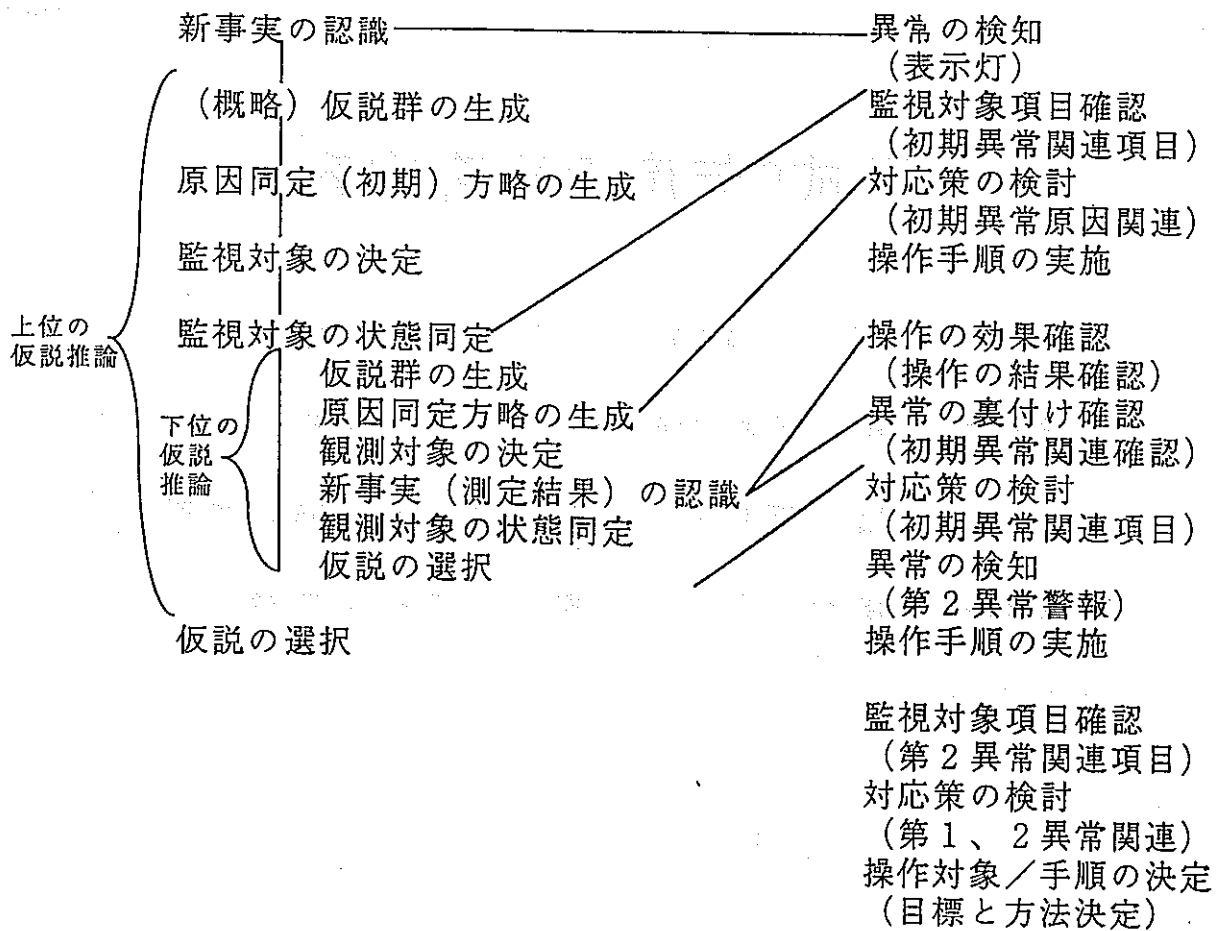 新事実の認識
(概略)仮説群の生成
原因同定(初期)方略の生成
監視対象の決定
監視対象の状態同定
仮説群の生成
原因同定方略の生成
観測対象の決定
新事実(測定結果)の認識
観測対象の状態同定
仮説の選択
仮説の選択
上位の
仮説推論
下位の
仮説
推論
異常の検知
(表示灯)
監視対象項目確認
(初期異常関連項目)
対応策の検討
(初期異常原因関連)
操作手順の実施
操作の効果確認
(操作の結果確認)
異常の裏付け確認
(初期異常関連確認)
対応策の検討
(初期異常関連項目)
異常の検知
(第2異常警報)
操作手順の実施
監視対象項目確認
(第2異常関連項目)
対応策の検討
(第1、2異常関連)
操作対象/手順の決定
(目標と方法決定)